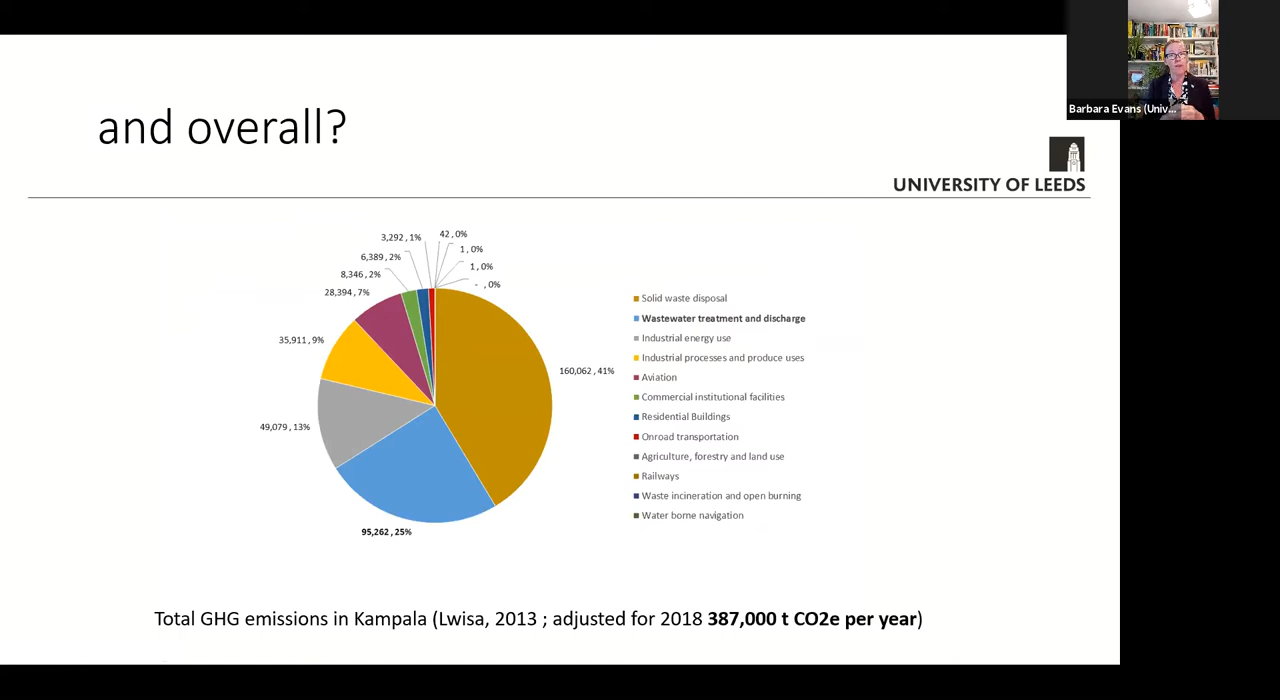 Barbara Evans (Univ...
and overall?
UNIVERSITY OF LEEDS
3,292 , 1%
42 , 0%
1 , 0%
6,389 , 2%
1 , 0%
8,346 , 2%
- , 0%
28,394 , 7%
35,911 , 9%
160,062 , 41%
49,079 , 13%
95,262 , 25%
Solid waste disposal
Wastewater treatment and discharge
Industrial energy use
Industrial processes and produce uses
Aviation
Commercial institutional facilities
Residential Buildings
Onroad transportation
Agriculture, forestry and land use
Railways
Waste incineration and open burning
Water borne navigation
Total GHG emissions in Kampala (Lwisa, 2013 ; adjusted for 2018 387,000 t CO2e per year)